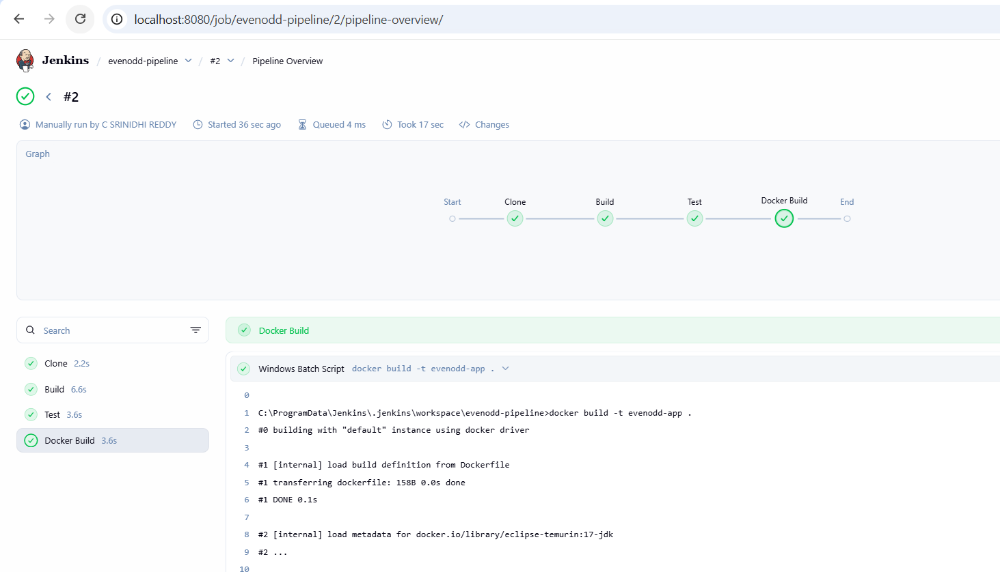 localhost:8080/job/evenodd-pipeline/2/pipeline-overview/
Jenkins / evenodd-pipeline / #2 / Pipeline Overview
#2
Manually run by C SRINIDHI REDDY Started 36 sec ago Queued 4 ms Took 17 sec </> Changes
Graph
Start Clone Build Test Docker Build End
Search
Clone 2.2s
Build 6.6s
Test 3.6s
Docker Build 3.6s
Docker Build
Windows Batch Script docker build -t evenodd-app .
0
1 C:\ProgramData\Jenkins\.jenkins\workspace\evenodd-pipeline>docker build -t evenodd-app .
2 #0 building with "default" instance using docker driver
3
4 #1 [internal] load build definition from Dockerfile
5 #1 transferring dockerfile: 158B 0.0s done
6 #1 DONE 0.1s
7
8 #2 [internal] load metadata for docker.io/library/eclipse-temurin:17-jdk
9 #2 ...
10